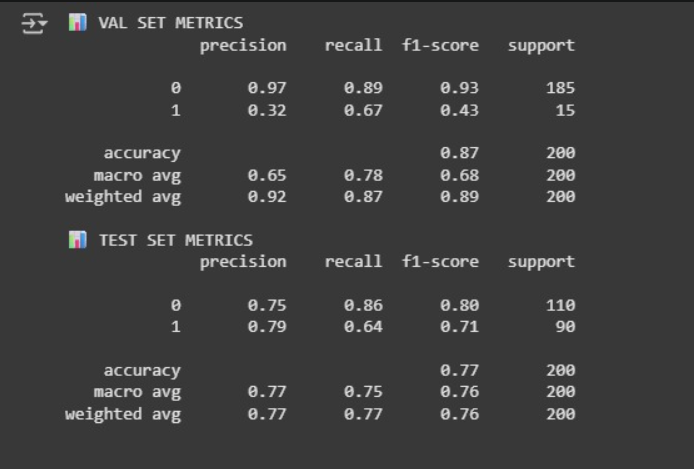 VAL SET METRICS
precision recall f1-score support
0 0.97 0.89 0.93 185
1 0.32 0.67 0.43 15
accuracy 0.87 200
macro avg 0.65 0.78 0.68 200
weighted avg 0.92 0.87 0.89 200
TEST SET METRICS
precision recall f1-score support
0 0.75 0.86 0.80 110
1 0.79 0.64 0.71 90
accuracy 0.77 200
macro avg 0.77 0.75 0.76 200
weighted avg 0.77 0.77 0.76 200